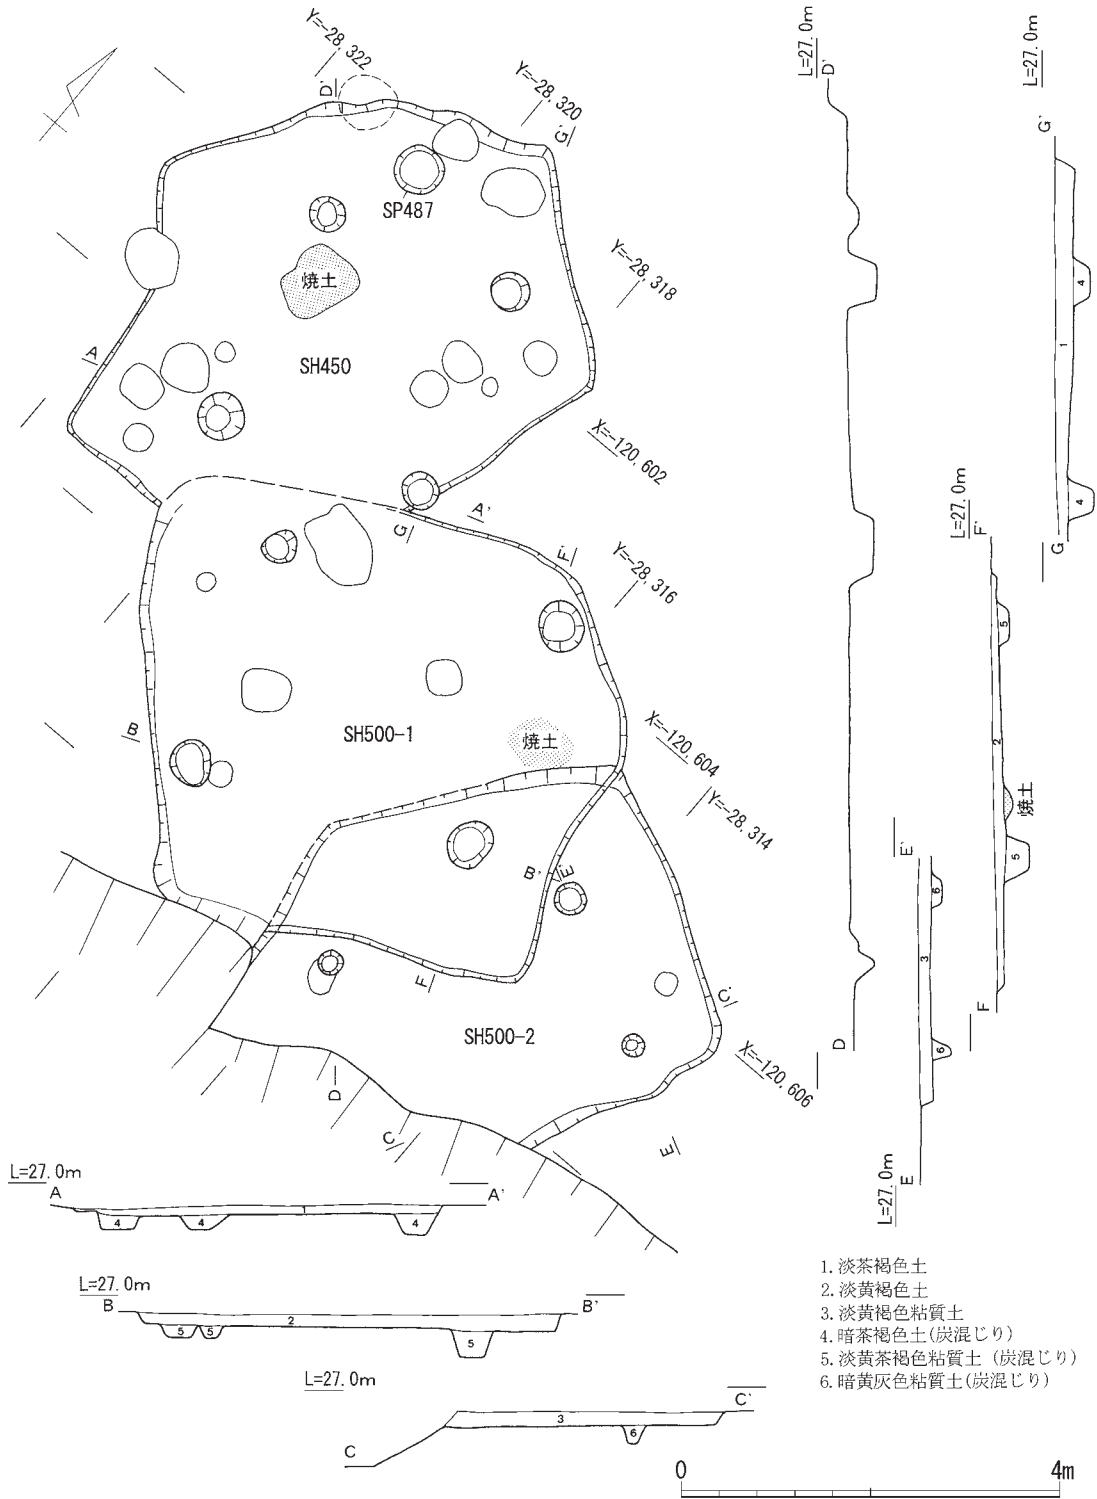 Y=-28,322
D'
Y=-28,320
G'
SP487
焼土
Y=-28,318
A
SH450
X=-120,602
A'
G
F'
Y=-28,316
B
SH500-1
焼土
X=-120,604
Y=-28,314
B'
E'
F
C'
SH500-2
X=-120,606
D
C
E
L=27.0m
D'
D
L=27.0m
G'
4
1
4
G
L=27.0m
F'
5
2
焼土
5
F
E'
6
3
6
E
L=27.0m
L=27.0m
A
A'
4
4
1
4
L=27.0m
B
B'
5
5
2
5
L=27.0m
C
C'
3
6
1.淡茶褐色土
2.淡黄褐色土
3.淡黄褐色粘質土
4.暗茶褐色土(炭混じり)
5.淡黄茶褐色粘質土(炭混じり)
6.暗黄灰色粘質土(炭混じり)
0
4m